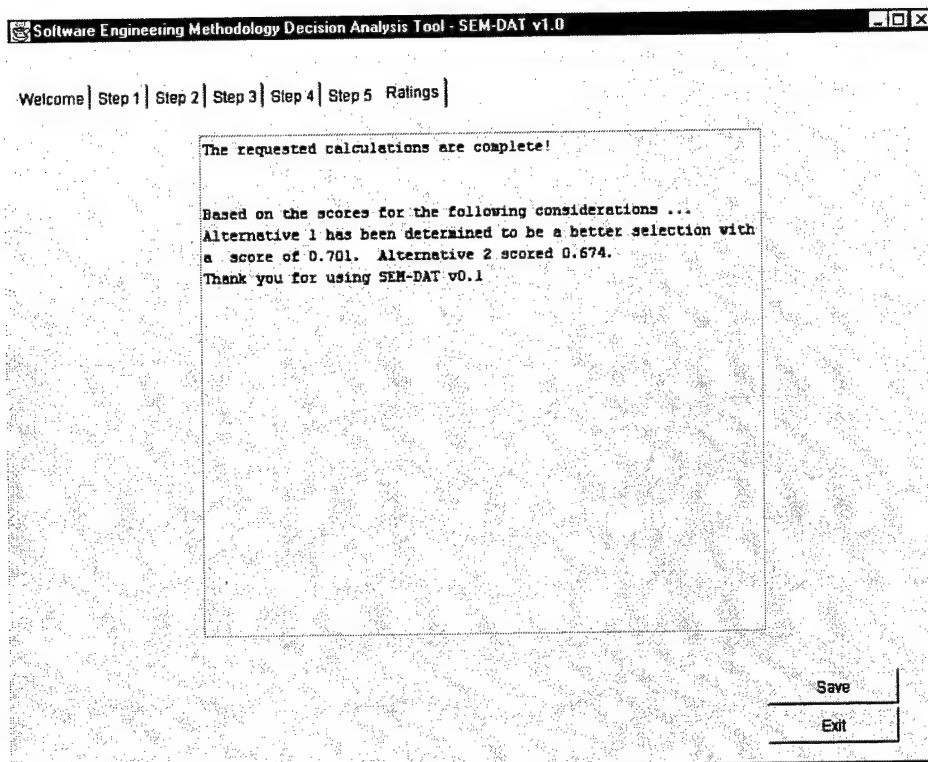 Software Engineering Methodology Decision Analysis Tool - SEM-DAT v1.0
Welcome Step 1 Step 2 Step 3 Step 4 Step 5 Ratings
The requested calculations are complete!
Based on the scores for the following considerations ...
Alternative 1 has been determined to be a better selection with
a score of 0.701. Alternative 2 scored 0.674.
Thank you for using SEM-DAT v0.1
Save
Exit